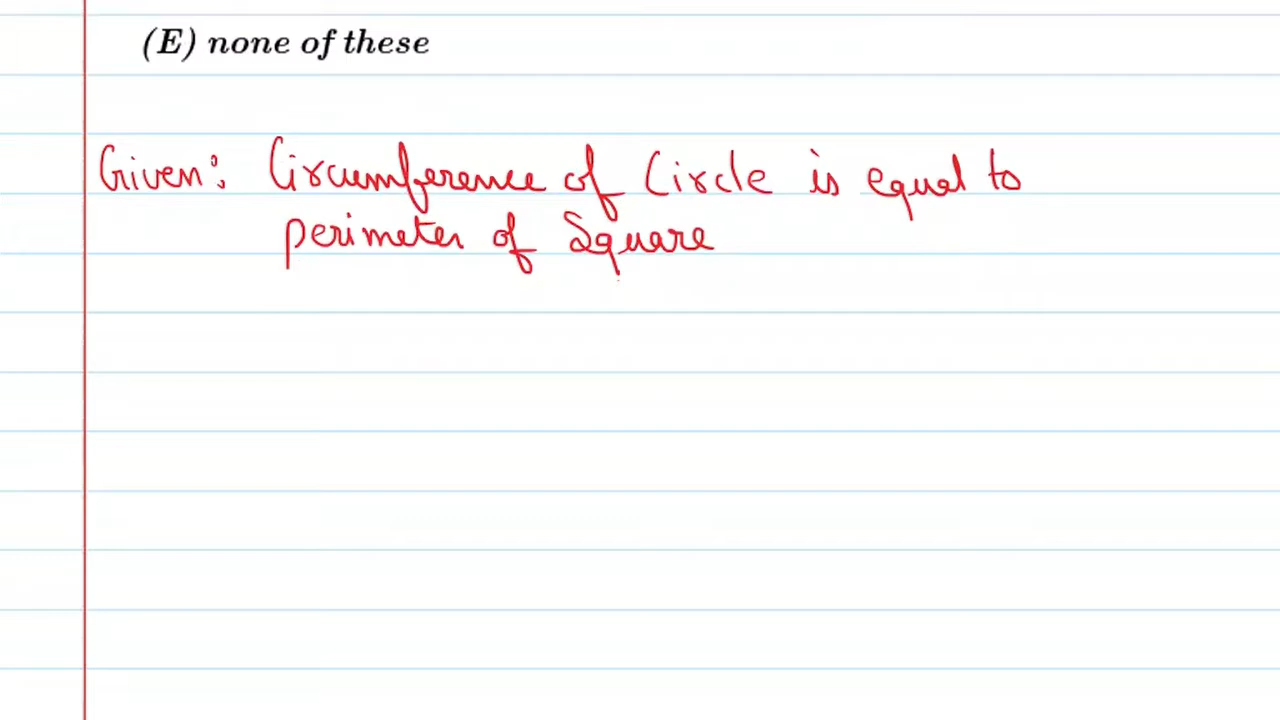 (E) none of these
Given: Circumference of Circle is equal to
perimeter of Square